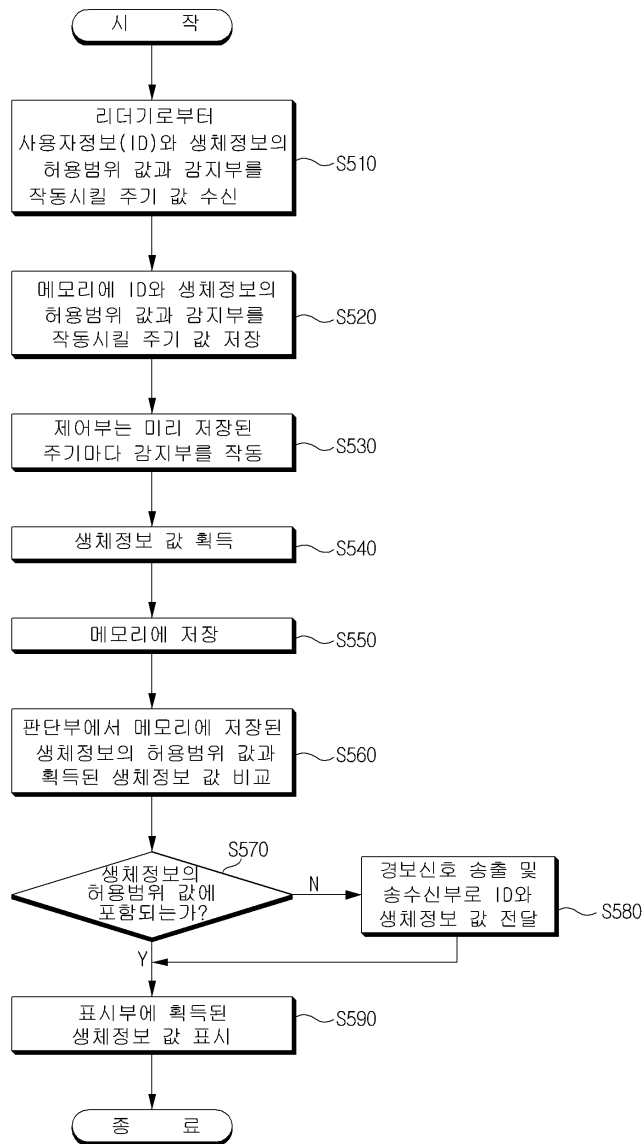 시 작
리더기로부터
사용자정보(ID)와 생체정보의
허용범위 값과 감지부를
작동시킬 주기 값 수신
S510
메모리에 ID와 생체정보의
허용범위 값과 감지부를
작동시킬 주기 값 저장
S520
제어부는 미리 저장된
주기마다 감지부를 작동
S530
생체정보 값 획득
S540
메모리에 저장
S550
판단부에서 메모리에 저장된
생체정보의 허용범위 값과
획득된 생체정보 값 비교
S560
S570
생체정보의
허용범위 값에
포함되는가?
N
경보신호 송출 및
송수신부로 ID와
생체정보 값 전달
S580
Y
표시부에 획득된
생체정보 값 표시
S590
종 료